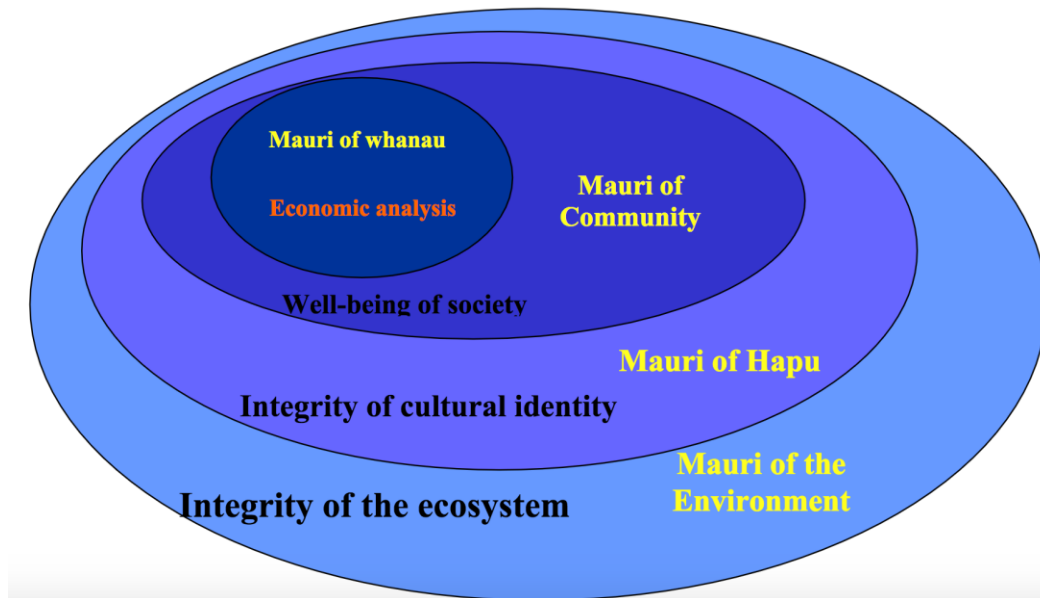 Mauri of whanau
Economic analysis
Mauri of
Community
Well-being of society
Mauri of Hapu
Integrity of cultural identity
Mauri of the
Environment
Integrity of the ecosystem